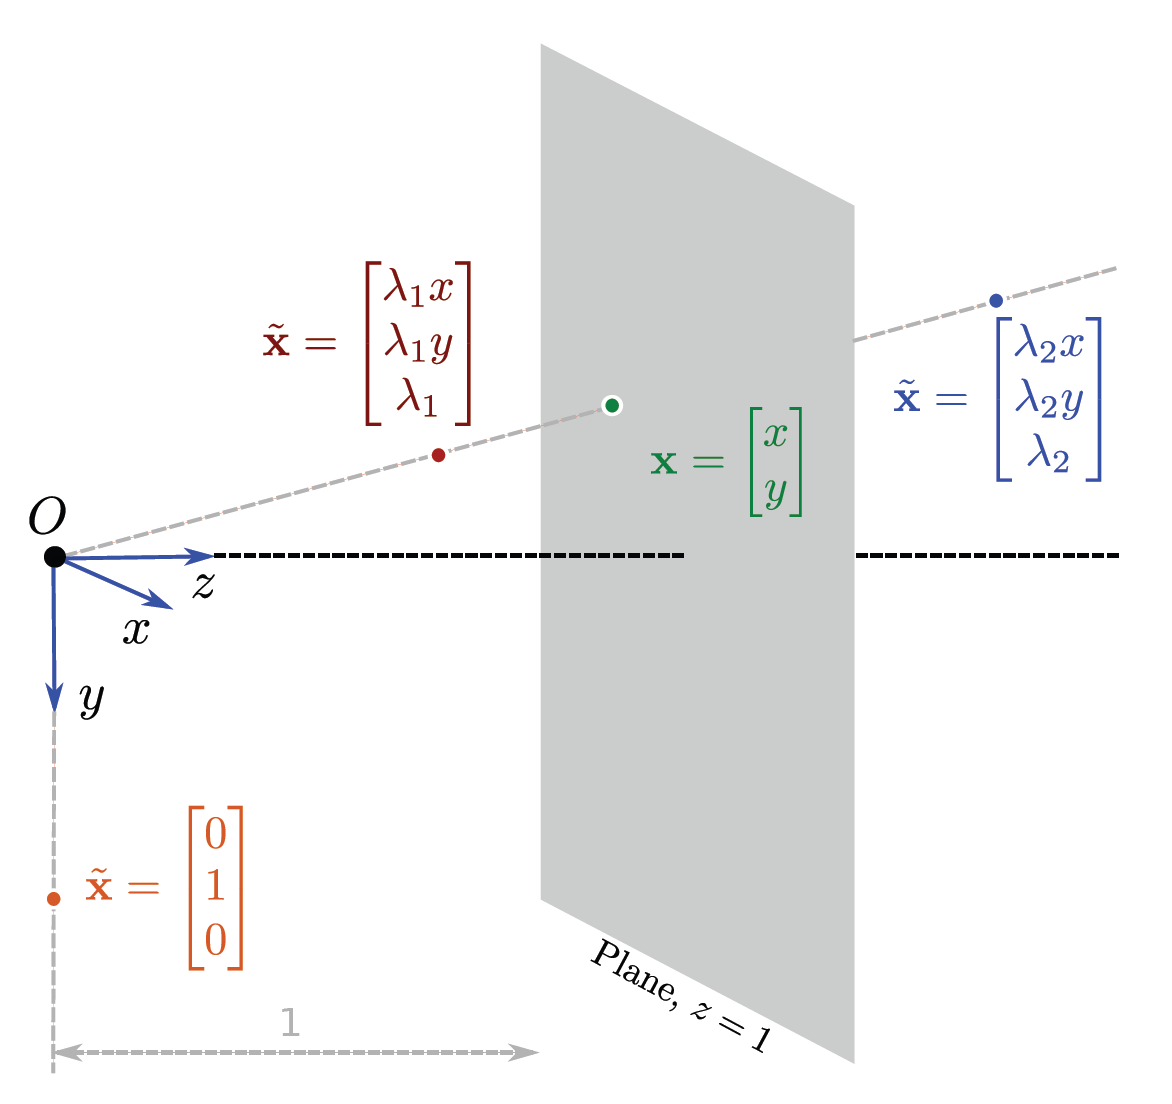 x̃ = [λ₁x
λ₁y
λ₁]
x̃ = [λ₂x
λ₂y
λ₂]
x = [x
y]
O
z
x
y
x̃ = [0
1
0]
Plane, z = 1
1